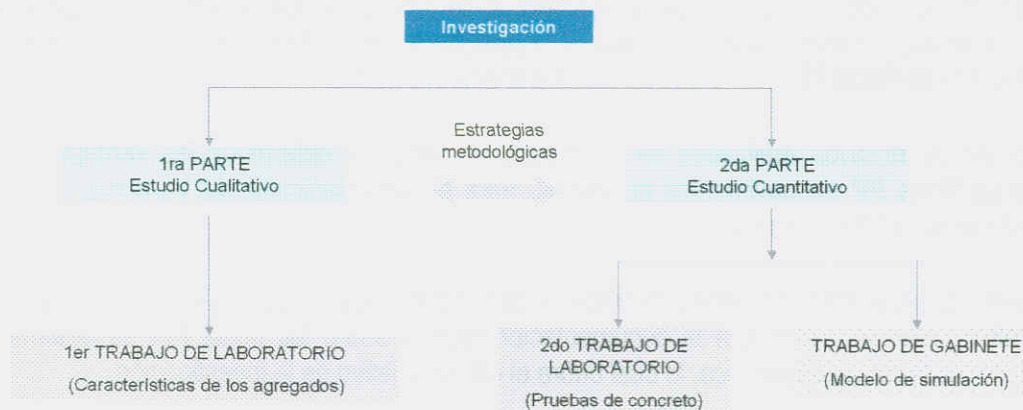 Investigación
Estrategias
metodológicas
1ra PARTE
Estudio Cualitativo
2da PARTE
Estudio Cuantitativo
1er TRABAJO DE LABORATORIO
(Características de los agregados)
2do TRABAJO DE
LABORATORIO
(Pruebas de concreto)
TRABAJO DE GABINETE
(Modelo de simulación)